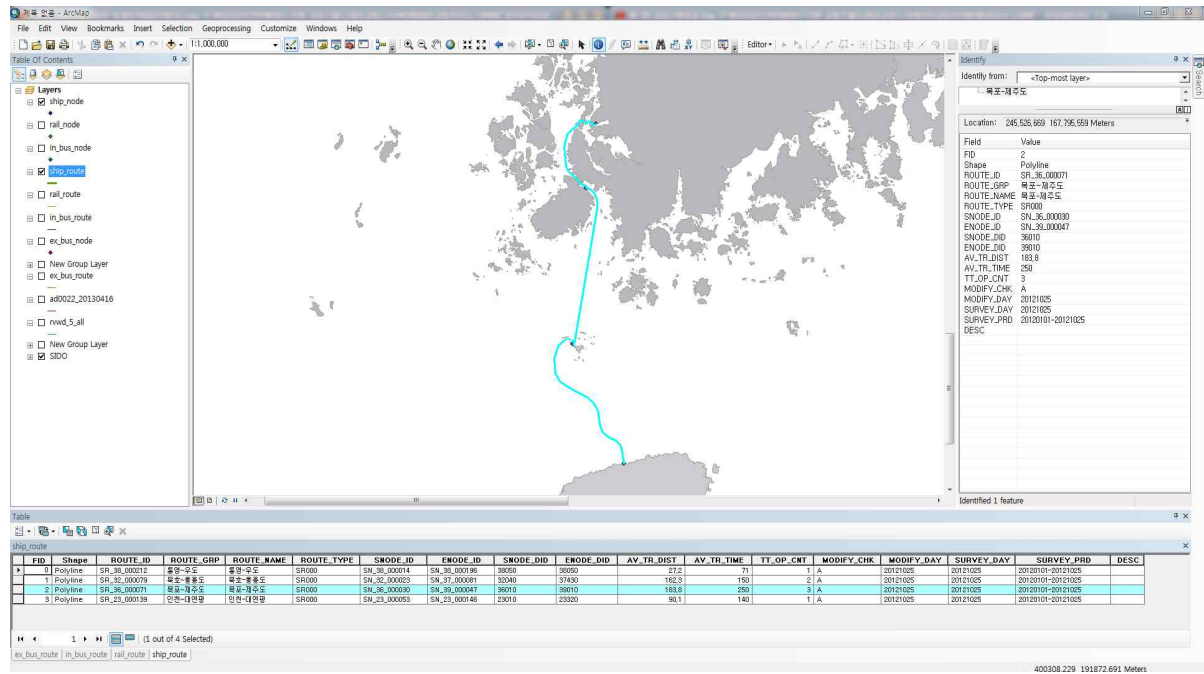 제목 없음 - ArcMap
File Edit View Bookmarks Insert Selection Geoprocessing Customize Windows Help
1:1,000,000
Editor
Table Of Contents
Layers
ship_node
rail_node
in_bus_node
ship_route
rail_route
in_bus_route
ex_bus_node
New Group Layer
ex_bus_route
ad0022_20130416
rvwd_5_all
New Group Layer
SIDO
Identify
Identify from: <Top-most layer>
목포-제주도
Location: 245,526,669 167,795,559 Meters
Field Value
FID 2
Shape Polyline
ROUTE_ID SR_36_000071
ROUTE_GRP 목포~제주도
ROUTE_NAME 목포-제주도
ROUTE_TYPE SR000
SNODE_ID SN_36_000030
ENODE_ID SN_39_000047
SNODE_DID 36010
ENODE_DID 39010
AV_TR_DIST 183,8
AV_TR_TIME 250
TT_OP_CNT 3
MODIFY_CHK A
MODIFY_DAY 20121025
SURVEY_DAY 20121025
SURVEY_PRD 20120101~20121025
DESC
Identified 1 feature
Search
Table
ship_route
FID Shape ROUTE_ID ROUTE_GRP ROUTE_NAME ROUTE_TYPE SNODE_ID ENODE_ID SNODE_DID ENODE_DID AV_TR_DIST AV_TR_TIME TT_OP_CNT MODIFY_CHK MODIFY_DAY SURVEY_DAY SURVEY_PRD DESC
0 Polyline SR_38_000212 통영~우도 통영-우도 SR000 SN_38_000014 SN_38_000196 38050 38050 27,2 71 1 A 20121025 20121025 20120101~20121025
1 Polyline SR_32_000079 묵호~울릉도 묵호-울릉도 SR000 SN_32_000023 SN_37_000081 32040 37430 162,3 150 2 A 20121025 20121025 20120101~20121025
2 Polyline SR_36_000071 목포~제주도 목포-제주도 SR000 SN_36_000030 SN_39_000047 36010 39010 183,8 250 3 A 20121025 20121025 20120101~20121025
3 Polyline SR_23_000139 인천~대연평 인천-대연평 SR000 SN_23_000053 SN_23_000146 23010 23320 90,1 140 1 A 20121025 20121025 20120101~20121025
1 (1 out of 4 Selected)
ex_bus_route in_bus_route rail_route ship_route
400308.229 191872.691 Meters